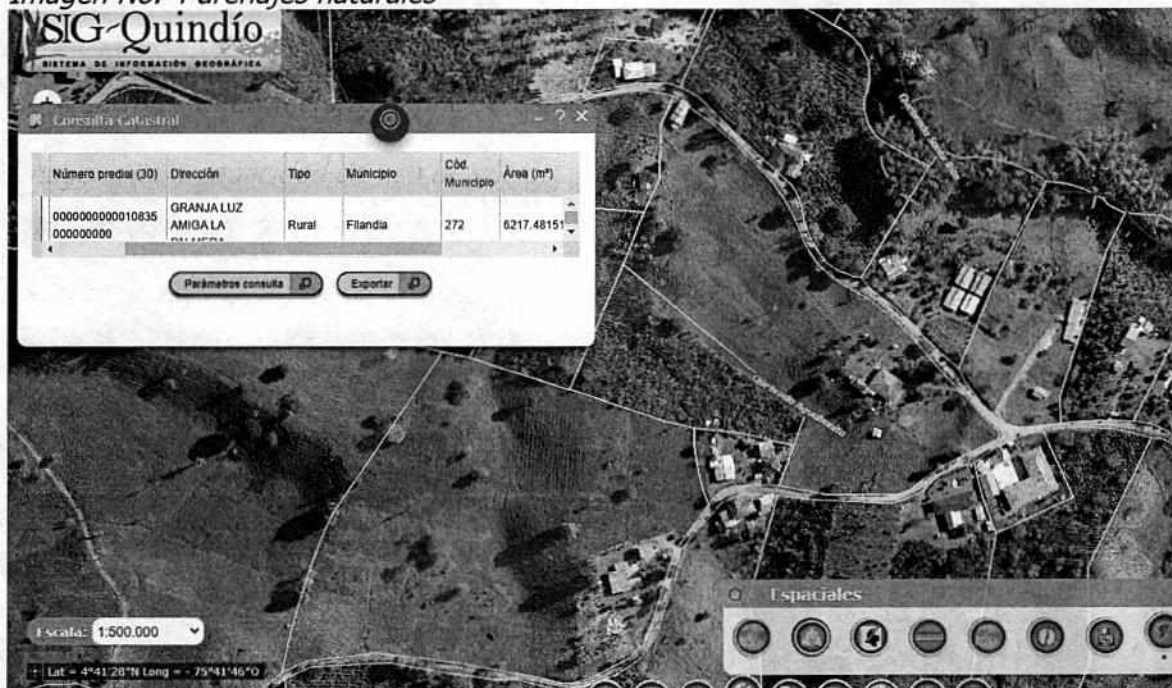 Imagen No. Parchajes naturales
SIG-Quindío
SISTEMA DE INFORMACIÓN GEOGRÁFICA
Consulta Catastral
Número predial (30) Dirección Tipo Municipio Cód. Municipio Área (m²)
0000000000010835
000000000
GRANJA LUZ
AMIGA LA
PALMERA
Rural Filandia 272 6217.48151
Parámetros consulta Exportar
Espaciales
Escala: 1:500.000
Lat = 4°41'28"N Long = - 75°41'46"O